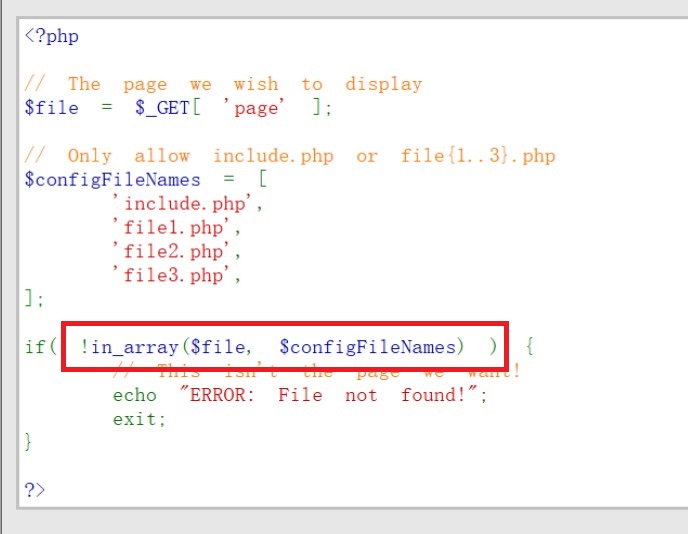 <?php
// The page we wish to display
$file = $_GET[ 'page' ];
// Only allow include.php or file{1..3}.php
$configFileNames = [
'include.php',
'file1.php',
'file2.php',
'file3.php',
];
if( !in_array($file, $configFileNames) ) {
// This isn't the page we want!
echo "ERROR: File not found!";
exit;
}
?>